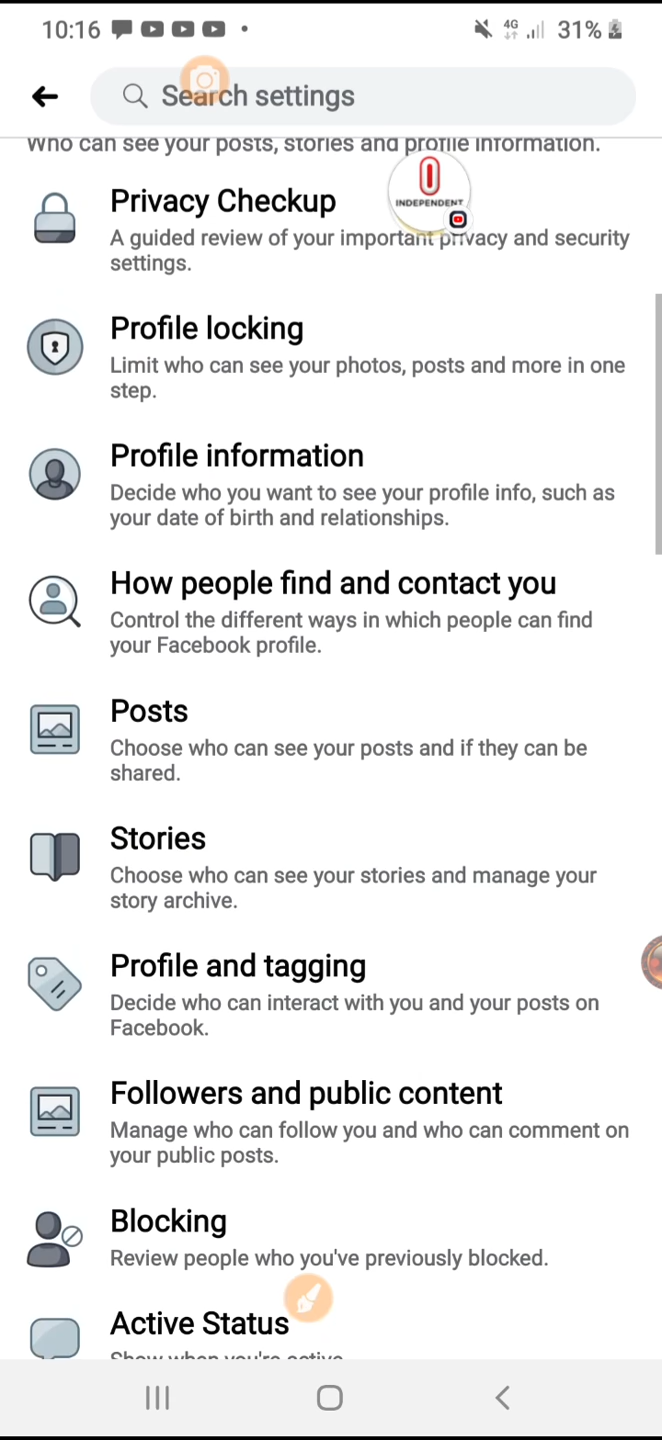 10:16
4G
31%
Search settings
Who can see your posts, stories and profile information.
Privacy Checkup
INDEPENDENT
A guided review of your important privacy and security
settings.
Profile locking
Limit who can see your photos, posts and more in one
step.
Profile information
Decide who you want to see your profile info, such as
your date of birth and relationships.
How people find and contact you
Control the different ways in which people can find
your Facebook profile.
Posts
Choose who can see your posts and if they can be
shared.
Stories
Choose who can see your stories and manage your
story archive.
Profile and tagging
Decide who can interact with you and your posts on
Facebook.
Followers and public content
Manage who can follow you and who can comment on
your public posts.
Blocking
Review people who you've previously blocked.
Active Status
Show when you're active